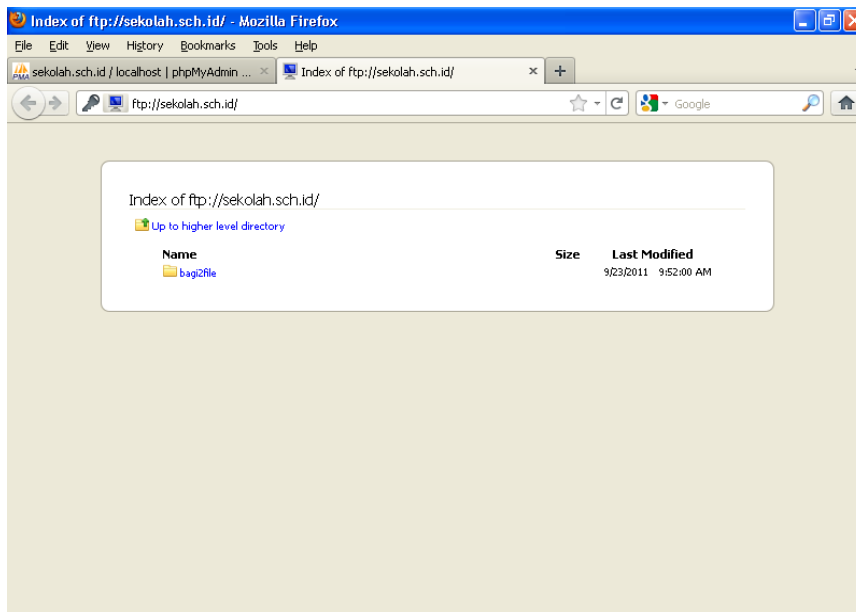 Index of ftp://sekolah.sch.id/ - Mozilla Firefox
File Edit View History Bookmarks Tools Help
PMA sekolah.sch.id / localhost | phpMyAdmin ... Index of ftp://sekolah.sch.id/
ftp://sekolah.sch.id/ Google
Index of ftp://sekolah.sch.id/
Up to higher level directory
Name Size Last Modified
bagi2file 9/23/2011 9:52:00 AM